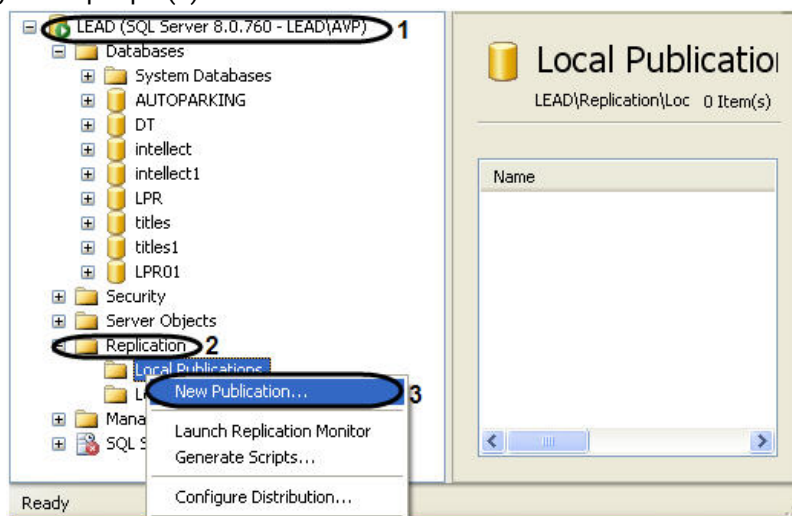 LEAD (SQL Server 8.0.760 - LEAD\AVP) 1
Databases
System Databases
AUTOPARKING
DT
intellect
intellect1
LPR
titles
titles1
LPR01
Security
Server Objects
Replication 2
Local Publications
New Publication... 3
Launch Replication Monitor
Generate Scripts...
Configure Distribution...
Ready
Local Publication
LEAD\Replication\Loc 0 Item(s)
Name